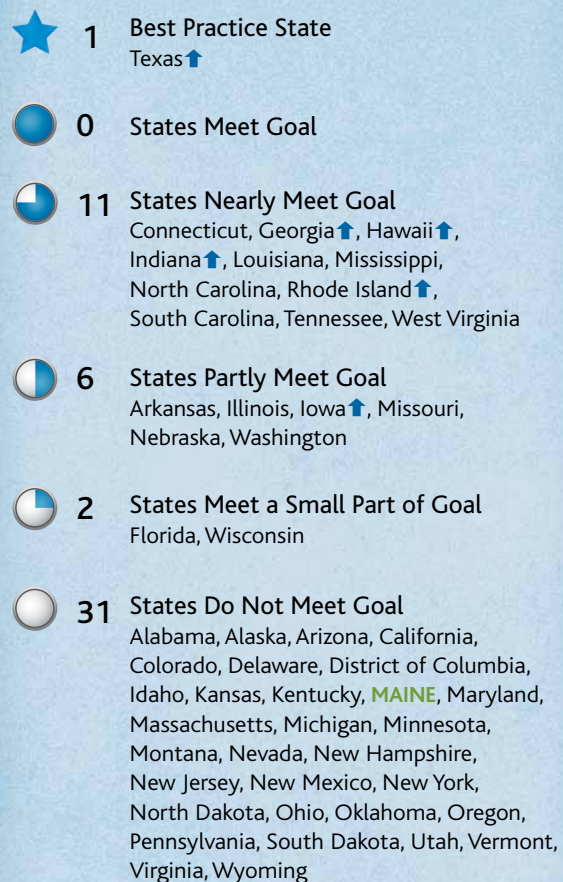 1 Best Practice State
Texas⬆
0 States Meet Goal
11 States Nearly Meet Goal
Connecticut, Georgia⬆, Hawaii⬆,
Indiana⬆, Louisiana, Mississippi,
North Carolina, Rhode Island⬆,
South Carolina, Tennessee, West Virginia
6 States Partly Meet Goal
Arkansas, Illinois, Iowa⬆, Missouri,
Nebraska, Washington
2 States Meet a Small Part of Goal
Florida, Wisconsin
31 States Do Not Meet Goal
Alabama, Alaska, Arizona, California,
Colorado, Delaware, District of Columbia,
Idaho, Kansas, Kentucky, MAINE, Maryland,
Massachusetts, Michigan, Minnesota,
Montana, Nevada, New Hampshire,
New Jersey, New Mexico, New York,
North Dakota, Ohio, Oklahoma, Oregon,
Pennsylvania, South Dakota, Utah, Vermont,
Virginia, Wyoming